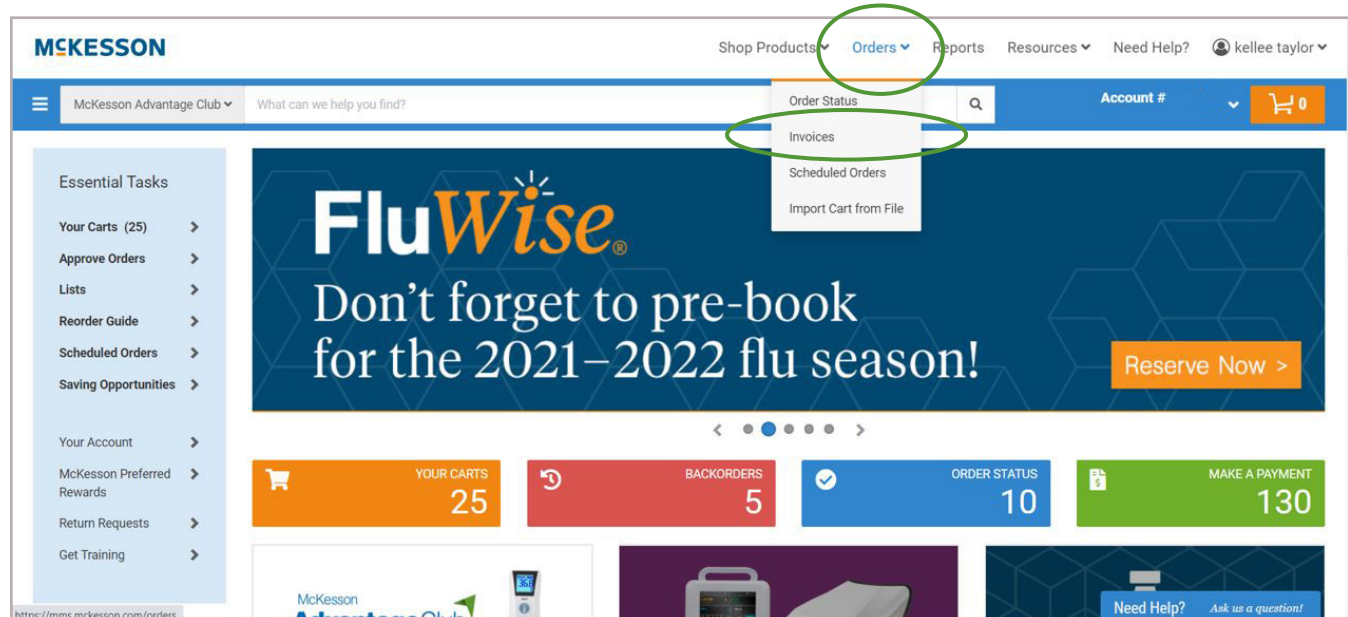 MCKESSON
Shop Products Orders Reports Resources Need Help? kellee taylor
McKesson Advantage Club
What can we help you find?
Account #
0
Order Status
Invoices
Scheduled Orders
Import Cart from File
Essential Tasks
Your Carts (25)
Approve Orders
Lists
Reorder Guide
Scheduled Orders
Saving Opportunities
Your Account
McKesson Preferred
Rewards
Return Requests
Get Training
FluWise®
Don't forget to pre-book
for the 2021–2022 flu season!
Reserve Now >
YOUR CARTS
25
BACKORDERS
5
ORDER STATUS
10
MAKE A PAYMENT
130
McKesson
Advantage Club
368
Need Help? Ask us a question!
https://mms.mckesson.com/orders